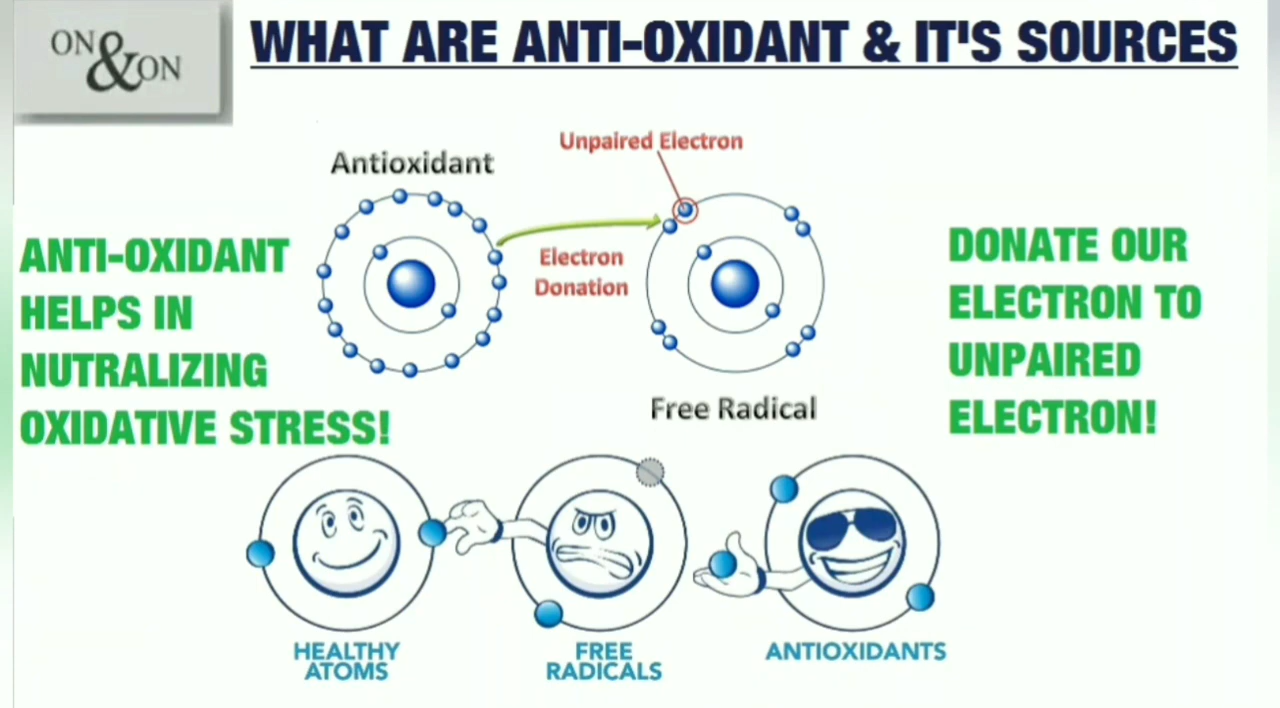 ON&ON
WHAT ARE ANTI-OXIDANT & IT'S SOURCES
Unpaired Electron
Antioxidant
ANTI-OXIDANT
HELPS IN
NUTRALIZING
OXIDATIVE STRESS!
Electron
Donation
DONATE OUR
ELECTRON TO
UNPAIRED
ELECTRON!
Free Radical
HEALTHY
ATOMS
FREE
RADICALS
ANTIOXIDANTS